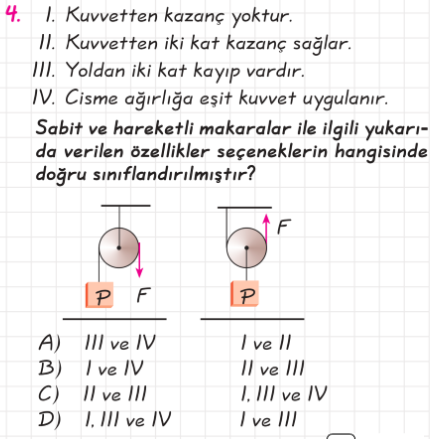 4. I. Kuvvetten kazanç yoktur.
II. Kuvvetten iki kat kazanç sağlar.
III. Yoldan iki kat kayıp vardır.
IV. Cisme ağırlığa eşit kuvvet uygulanır.
Sabit ve hareketli makaralar ile ilgili yukarı-
da verilen özellikler seçeneklerin hangisinde
doğru sınıflandırılmıştır?
F
P F P
A) III ve IV I ve II
B) I ve IV II ve III
C) II ve III I, III ve IV
D) I, III ve IV I ve III